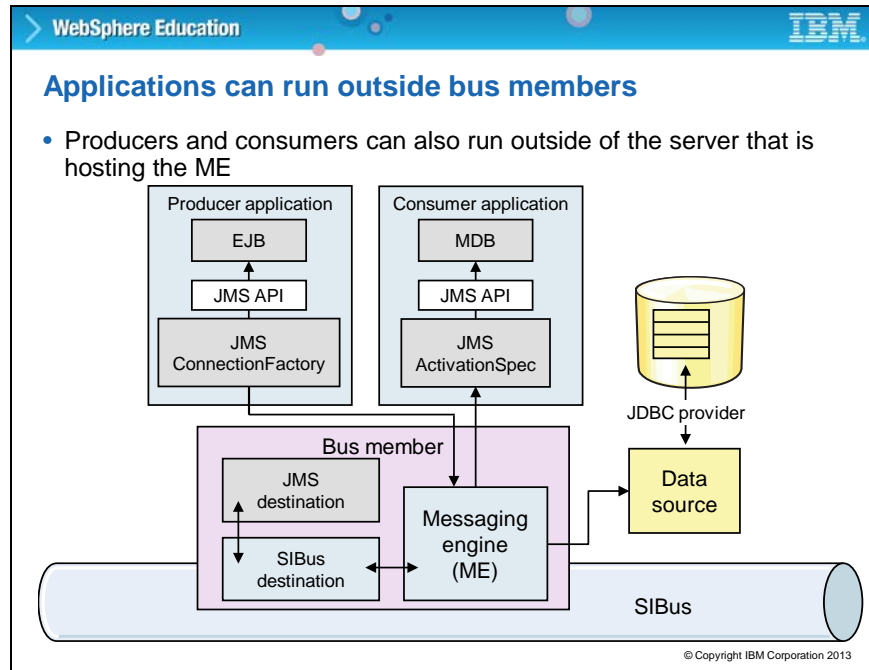 WebSphere Education
IBM
Applications can run outside bus members
• Producers and consumers can also run outside of the server that is
hosting the ME
Producer application
EJB
JMS API
JMS
ConnectionFactory
Consumer application
MDB
JMS API
JMS
ActivationSpec
JDBC provider
Data
source
Bus member
JMS
destination
SIBus
destination
Messaging
engine
(ME)
SIBus
© Copyright IBM Corporation 2013